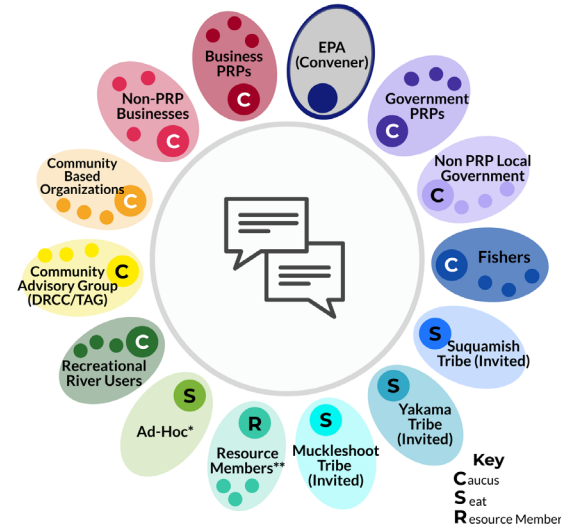 EPA
(Convener)
Government
PRPs
C
Non PRP Local
Government
C
Fishers
C
S
Suquamish
Tribe (Invited)
S
Yakama
Tribe
(Invited)
S
Muckleshoot
Tribe
(Invited)
R
Resource
Members**
S
Ad-Hoc*
C
Recreational
River Users
C
Community
Advisory Group
(DRCC/TAG)
Community
Based
Organizations
C
Non-PRP
Businesses
C
Business
PRPs
C
Key
Caucus
Seat
Resource Member